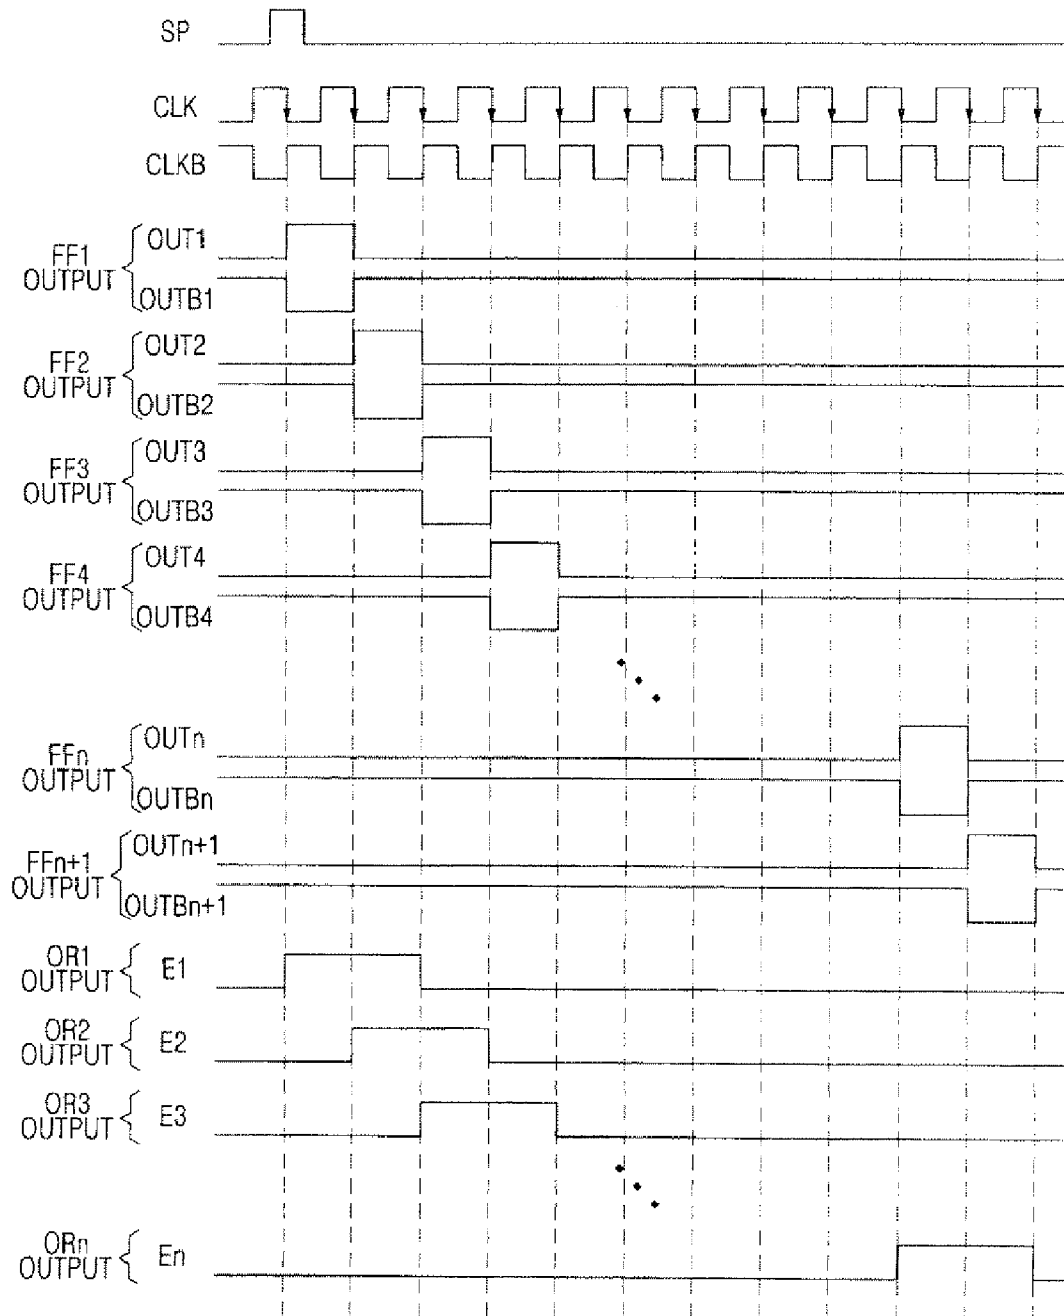 SP
CLK
CLKB
FF1 OUTPUT
OUT1
OUTB1
FF2 OUTPUT
OUT2
OUTB2
FF3 OUTPUT
OUT3
OUTB3
FF4 OUTPUT
OUT4
OUTB4
FFn OUTPUT
OUTn
OUTBn
FFn+1 OUTPUT
OUTn+1
OUTBn+1
OR1 OUTPUT
E1
OR2 OUTPUT
E2
OR3 OUTPUT
E3
ORn OUTPUT
En